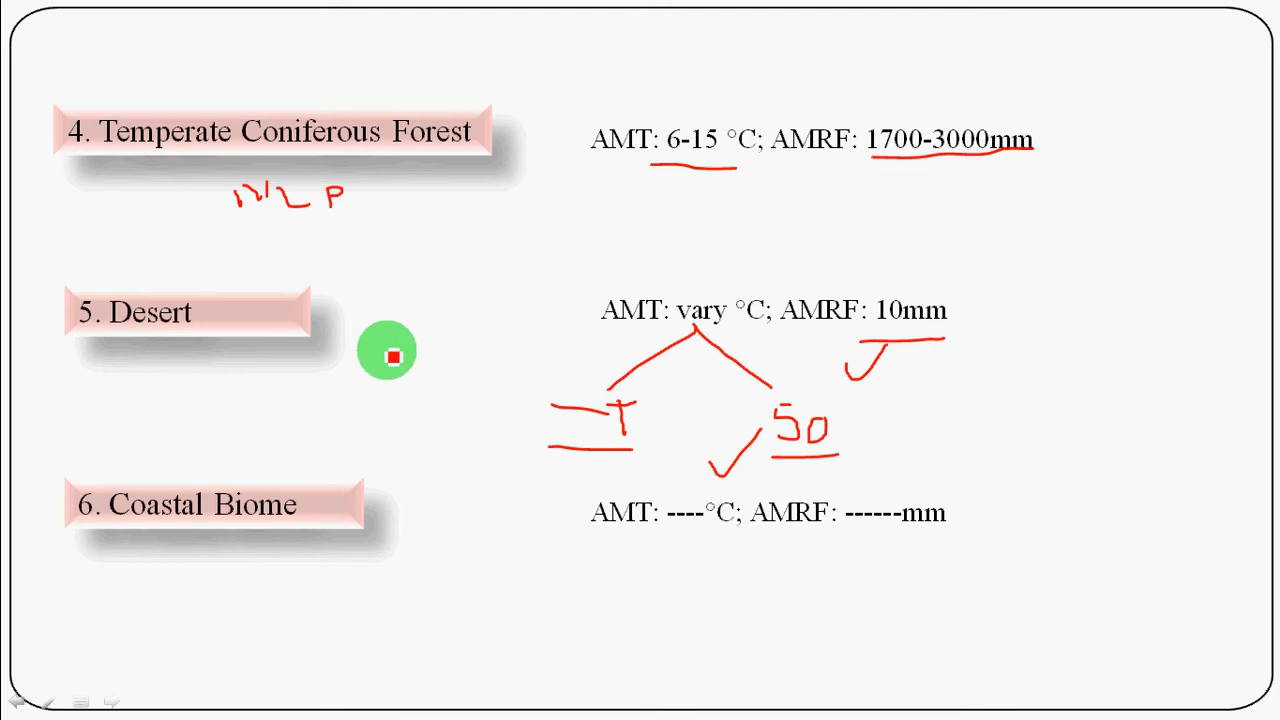 4. Temperate Coniferous Forest
AMT: 6-15 °C; AMRF: 1700-3000mm
P
5. Desert
AMT: vary °C; AMRF: 10mm
50
6. Coastal Biome
AMT: ----°C; AMRF: ------mm